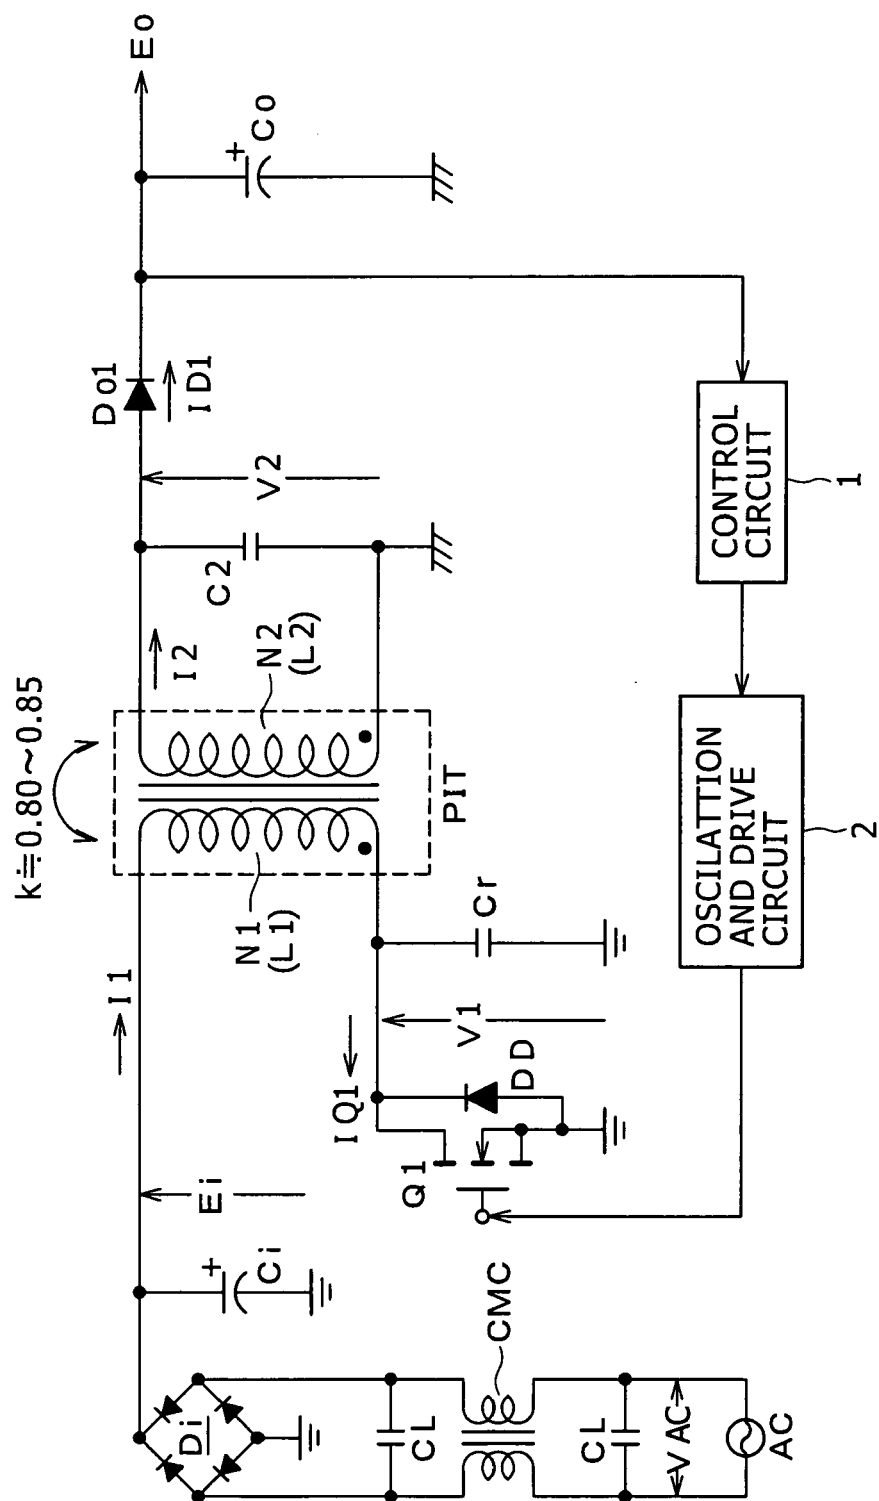 k≒0.80～0.85
I1
I2
Do1
ID1
Eo
Co
+
V2
C2
N2
(L2)
N1
(L1)
PIT
Cr
V1
IQ1
DD
Q1
Ei
+
Ci
Di
CL
CMC
CL
VAC
AC
CONTROL
CIRCUIT
1
OSCILATTION
AND DRIVE
CIRCUIT
2